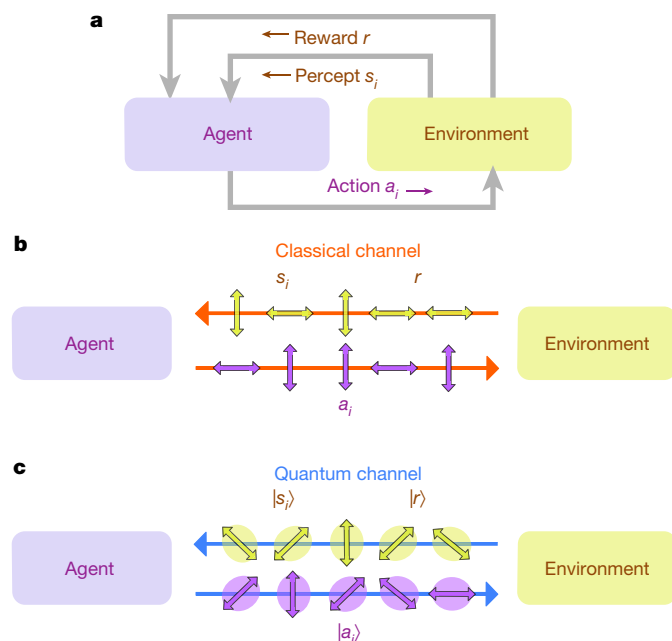 a
Reward r
Percept s_i
Agent
Environment
Action a_i
b
Classical channel
s_i r
Agent
Environment
a_i
c
Quantum channel
|s_i⟩ |r⟩
Agent
Environment
|a_i⟩